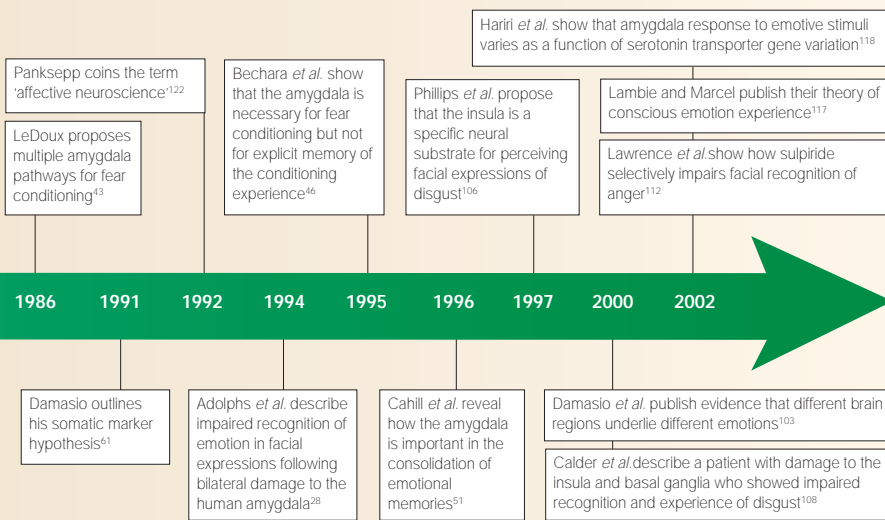 Hariri et al. show that amygdala response to emotive stimuli
varies as a function of serotonin transporter gene variation118
Panksepp coins the term
'affective neuroscience'122
LeDoux proposes
multiple amygdala
pathways for fear
conditioning43
Bechara et al. show
that the amygdala is
necessary for fear
conditioning but not
for explicit memory of
the conditioning
experience46
Phillips et al. propose
that the insula is a
specific neural
substrate for perceiving
facial expressions of
disgust106
Lambie and Marcel publish their theory of
conscious emotion experience117
Lawrence et al.show how sulpiride
selectively impairs facial recognition of
anger112
1986 1991 1992 1994 1995 1996 1997 2000 2002
Damasio outlines
his somatic marker
hypothesis61
Adolphs et al. describe
impaired recognition of
emotion in facial
expressions following
bilateral damage to the
human amygdala28
Cahill et al. reveal
how the amygdala
is important in the
consolidation of
emotional
memories51
Damasio et al. publish evidence that different brain
regions underlie different emotions103
Calder et al.describe a patient with damage to the
insula and basal ganglia who showed impaired
recognition and experience of disgust108